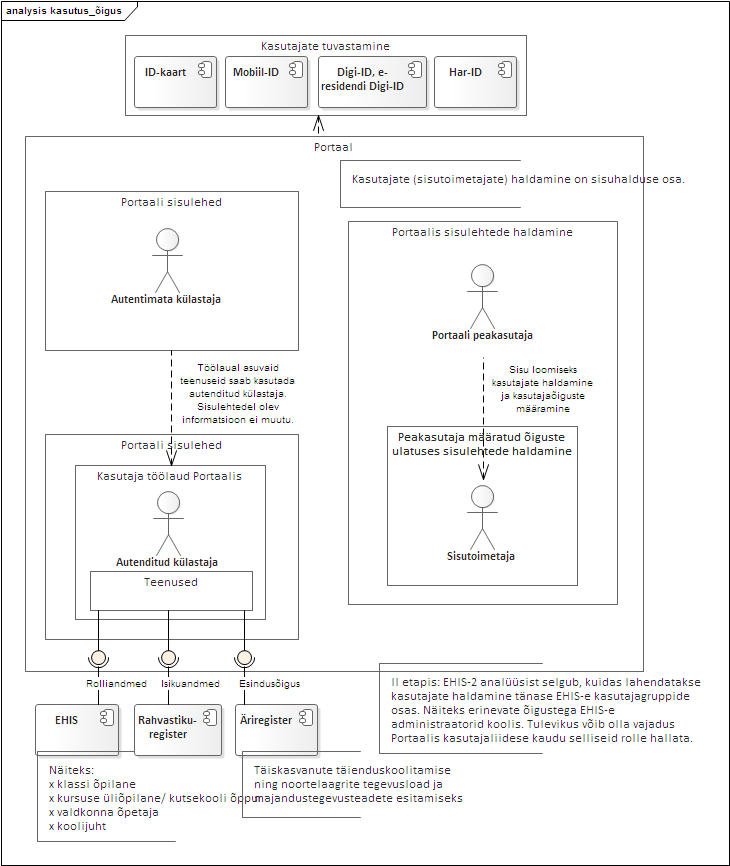 analysis kasutus_õigus
Kasutajate tuvastamine
ID-kaart
Mobiil-ID
Digi-ID, e-
residendi Digi-ID
Har-ID
Portaal
Kasutajate (sisutoimetajate) haldamine on sisuhalduse osa.
Portaali sisulehed
Autentimata külastaja
Portaalis sisulehtede haldamine
Portaali peakasutaja
Töölaual asuvaid
teenuseid saab kasutada
autenditud külastaja.
Sisulehtedel olev
informatsioon ei muutu.
Sisu loomiseks
kasutajate haldamine
ja kasutajaõiguste
määramine
Portaali sisulehed
Kasutaja töölaud Portaalis
Autenditud külastaja
Teenused
Peakasutaja määratud õiguste
ulatuses sisulehtede haldamine
Sisutoimetaja
Rolliandmed
Isikuandmed
Esindusõigus
EHIS
Rahvastiku-
register
Äriregister
II etapis: EHIS-2 analüüsist selgub, kuidas lahendatakse
kasutajate haldamine tänase EHIS-e kasutajagruppide
osas. Näiteks erinevate õigustega EHIS-e
administraatorid koolis. Tulevikus võib olla vajadus
Portaalis kasutajaliidese kaudu selliseid rolle hallata.
Näiteks:
x klassi õpilane
x kursuse üliõpilane/ kutsekooli õppur
x valdkonna õpetaja
x koolijuht
Täiskasvanute täienduskoolitamise
ning noortelaagrite tegevusload ja
majandustegevusteadete esitamiseks